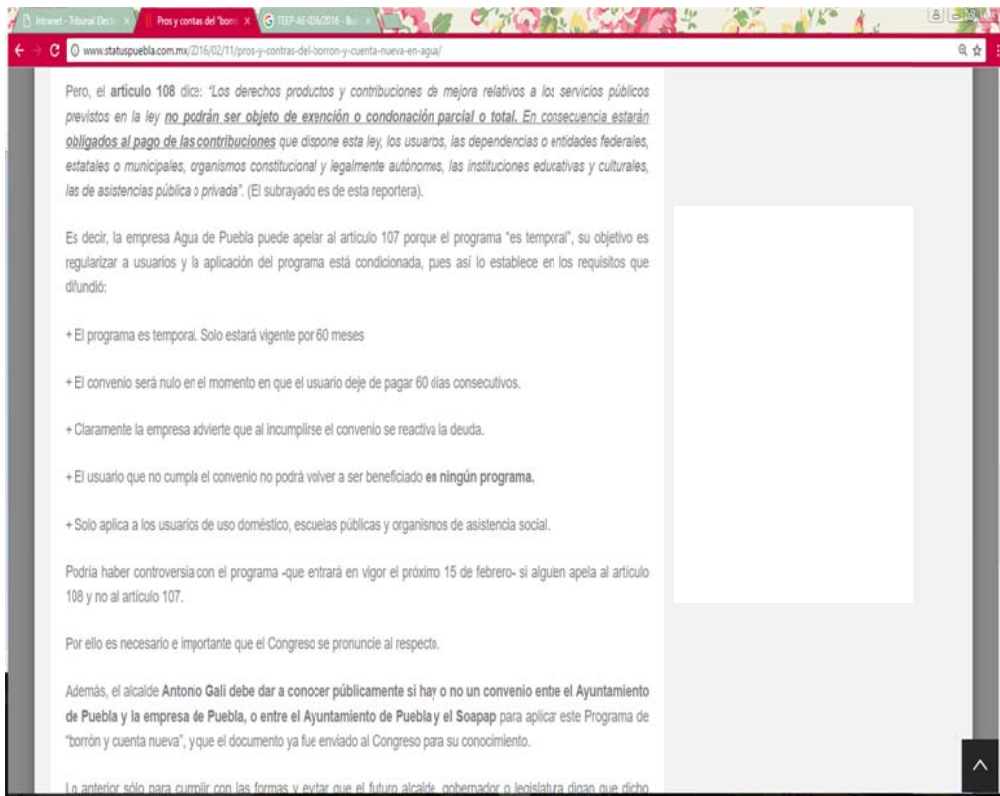 Intranet - Tribunal Elect
Pros y contas del "borr
TEEP-AE-016/2016 - Bu
www.statuspuebla.com.mx/2016/02/11/pros-y-contras-del-borron-y-cuenta-nueva-en-agua/
Pero, el artículo 108 dice: "Los derechos productos y contribuciones de mejora relativos a los servicios públicos
previstos en la ley no podrán ser objeto de exención o condonación parcial o total. En consecuencia estarán
obligados al pago de las contribuciones que dispone esta ley, los usuarios, las dependencias o entidades federales,
estatales o municipales, organismos constitucional y legalmente autónomos, las instituciones educativas y culturales,
las de asistencias pública o privada". (El subrayado es de esta reportera).
Es decir, la empresa Agua de Puebla puede apelar al artículo 107 porque el programa "es temporal", su objetivo es
regularizar a usuarios y la aplicación del programa está condicionada, pues así lo establece en los requisitos que
difundió:
+ El programa es temporal. Solo estará vigente por 60 meses
+ El convenio será nulo en el momento en que el usuario deje de pagar 60 días consecutivos.
+ Claramente la empresa advierte que al incumplirse el convenio se reactiva la deuda.
+ El usuario que no cumpla el convenio no podrá volver a ser beneficiado es ningún programa.
+ Solo aplica a los usuarios de uso doméstico, escuelas públicas y organismos de asistencia social.
Podría haber controversia con el programa -que entrará en vigor el próximo 15 de febrero- si alguien apela al artículo
108 y no al artículo 107.
Por ello es necesario e importante que el Congreso se pronuncie al respecto.
Además, el alcalde Antonio Gali debe dar a conocer públicamente si hay o no un convenio entre el Ayuntamiento
de Puebla y la empresa de Puebla, o entre el Ayuntamiento de Puebla y el Soapap para aplicar este Programa de
"borrón y cuenta nueva", y que el documento ya fue enviado al Congreso para su conocimiento.
Lo anterior sólo para cumplir con las formas y evitar que el futuro alcalde, gobernador o legislatura digan que dicho